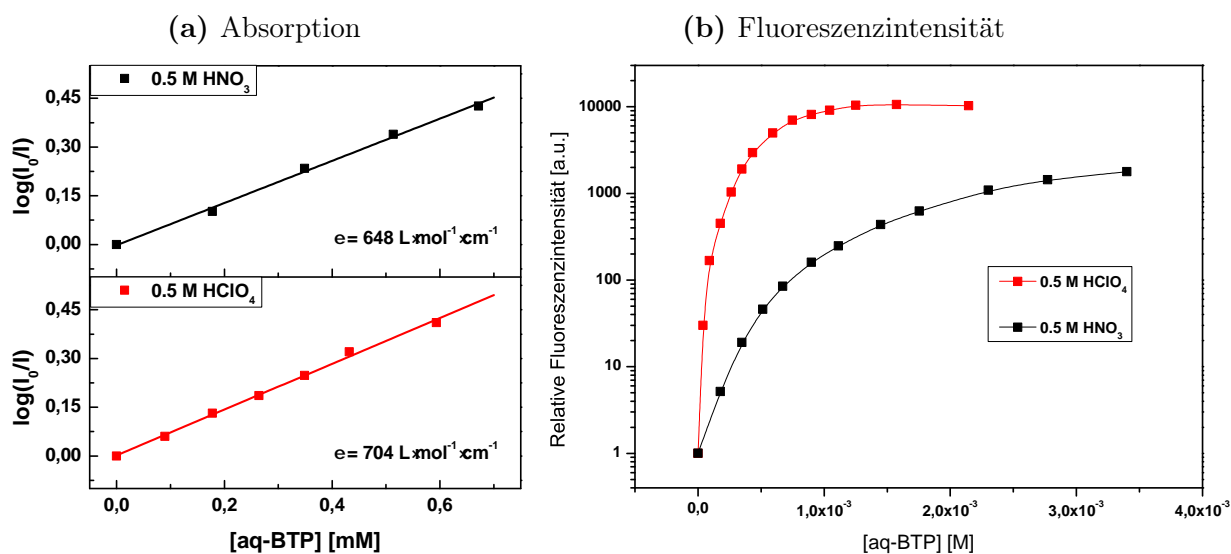 (a) Absorption
0.5 M HNO₃
0,45
0,30
0,15
0,00
log(I₀/I)
e= 648 L×mol⁻¹×cm⁻¹
0.5 M HClO₄
0,45
0,30
0,15
0,00
log(I₀/I)
e= 704 L×mol⁻¹×cm⁻¹
0,0 0,2 0,4 0,6
[aq-BTP] [mM]
(b) Fluoreszenzintensität
10000
1000
100
10
1
Relative Fluoreszenzintensität [a.u.]
0.5 M HClO₄
0.5 M HNO₃
0,0 1,0x10⁻³ 2,0x10⁻³ 3,0x10⁻³ 4,0x10⁻³
[aq-BTP] [M]